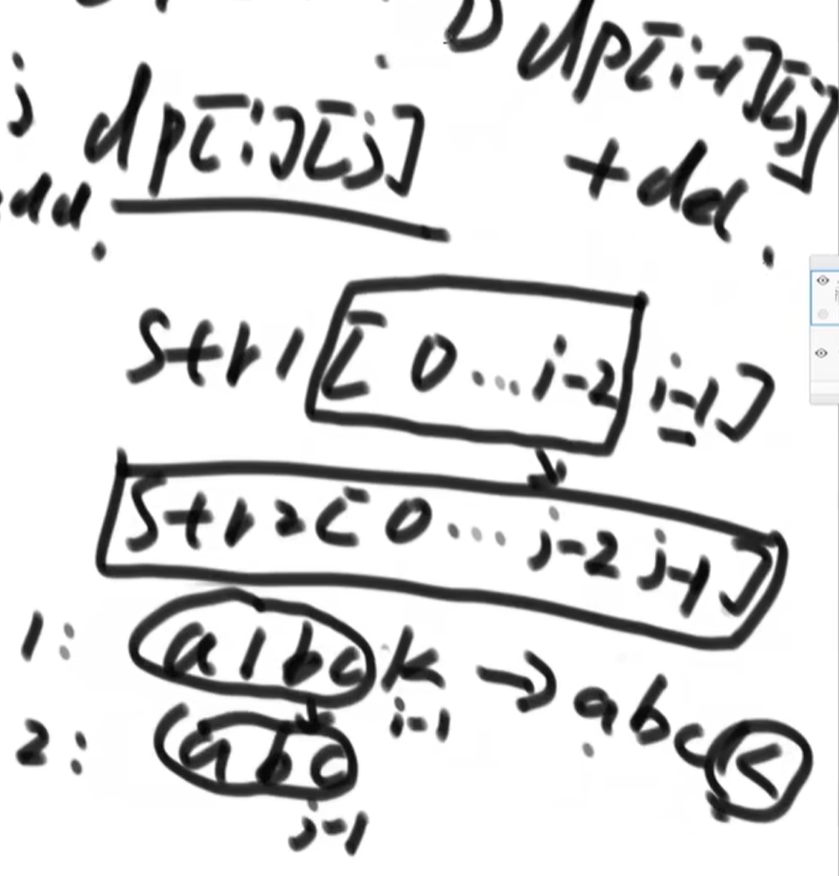 D dp[i-1][j]
+ del.
j dp[i][j]
add.
str1[0...i-2 i-1]
str2[0...j-2 j-1]
1: a1bck → abck
i-1
2: abc
j-1